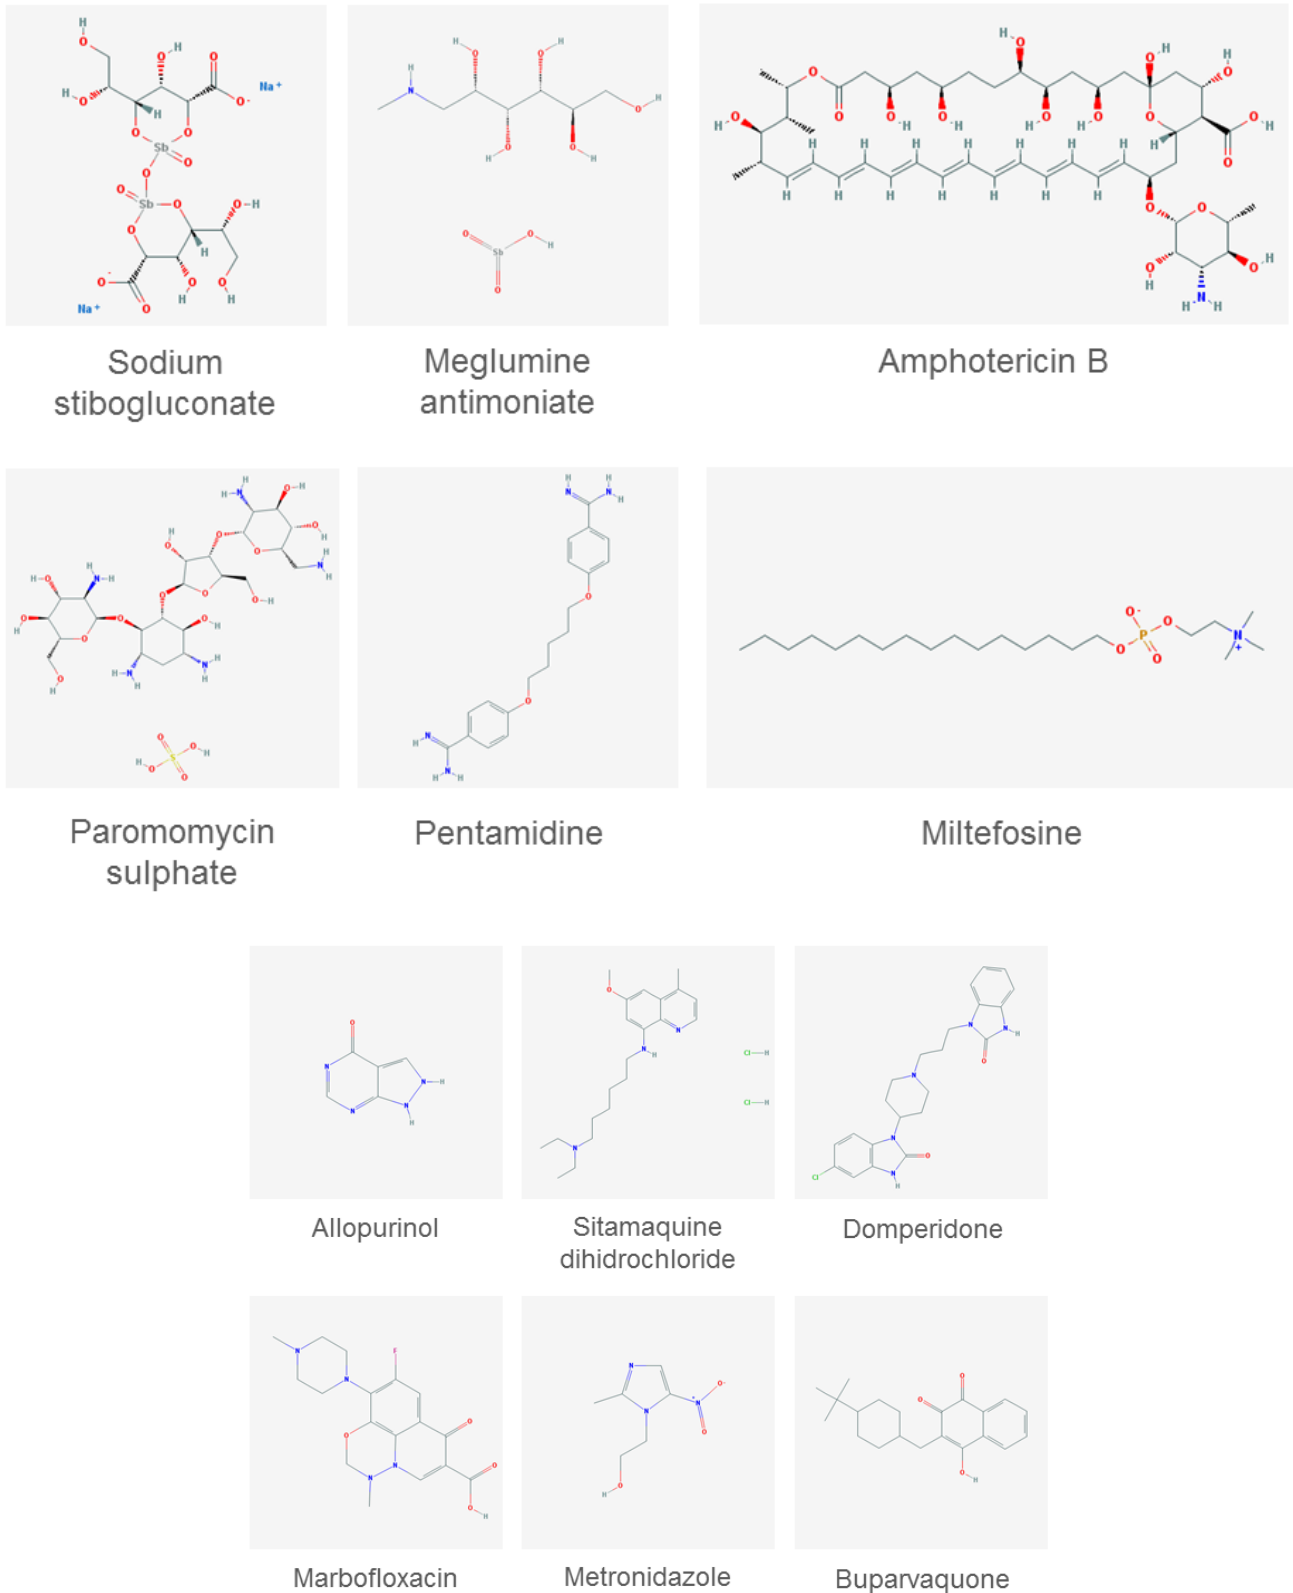 Sodium
stibogluconate
Meglumine
antimoniate
Amphotericin B
Paromomycin
sulphate
Pentamidine
Miltefosine
Allopurinol
Sitamaquine
dihidrochloride
Domperidone
Marbofloxacin
Metronidazole
Buparvaquone